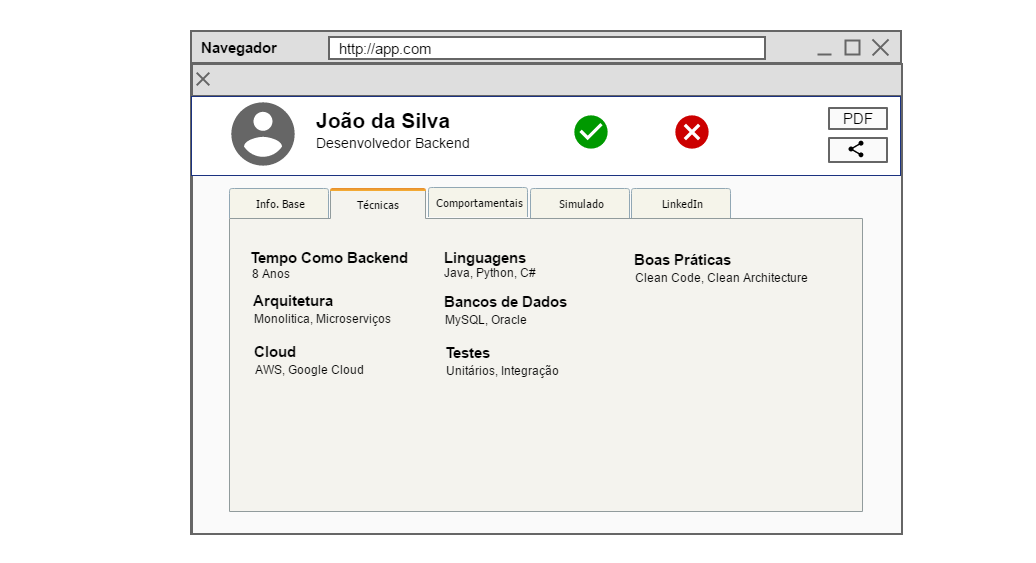 Navegador
http://app.com
João da Silva
Desenvolvedor Backend
PDF
Info. Base
Técnicas
Comportamentais
Simulado
LinkedIn
Tempo Como Backend
8 Anos
Linguagens
Java, Python, C#
Boas Práticas
Clean Code, Clean Architecture
Arquitetura
Monolitica, Microserviços
Bancos de Dados
MySQL, Oracle
Cloud
AWS, Google Cloud
Testes
Unitários, Integração